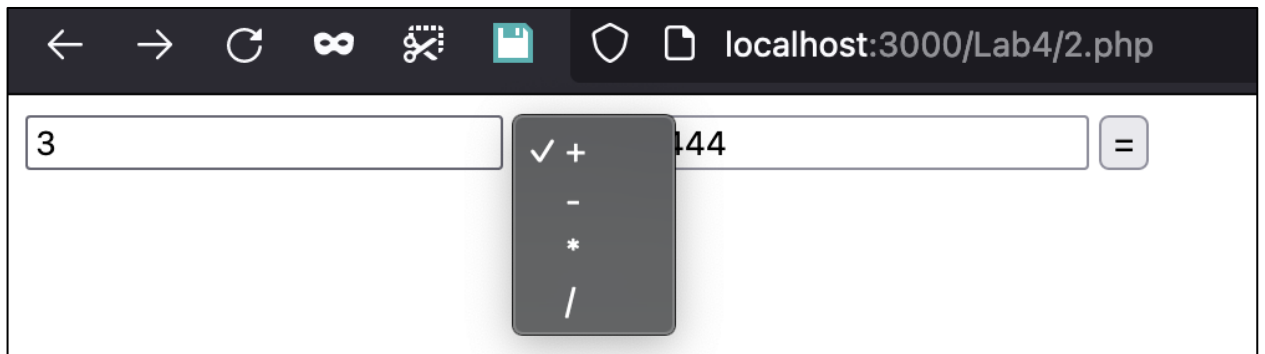 localhost:3000/Lab4/2.php
3 444 =
✓ +
-
*
/